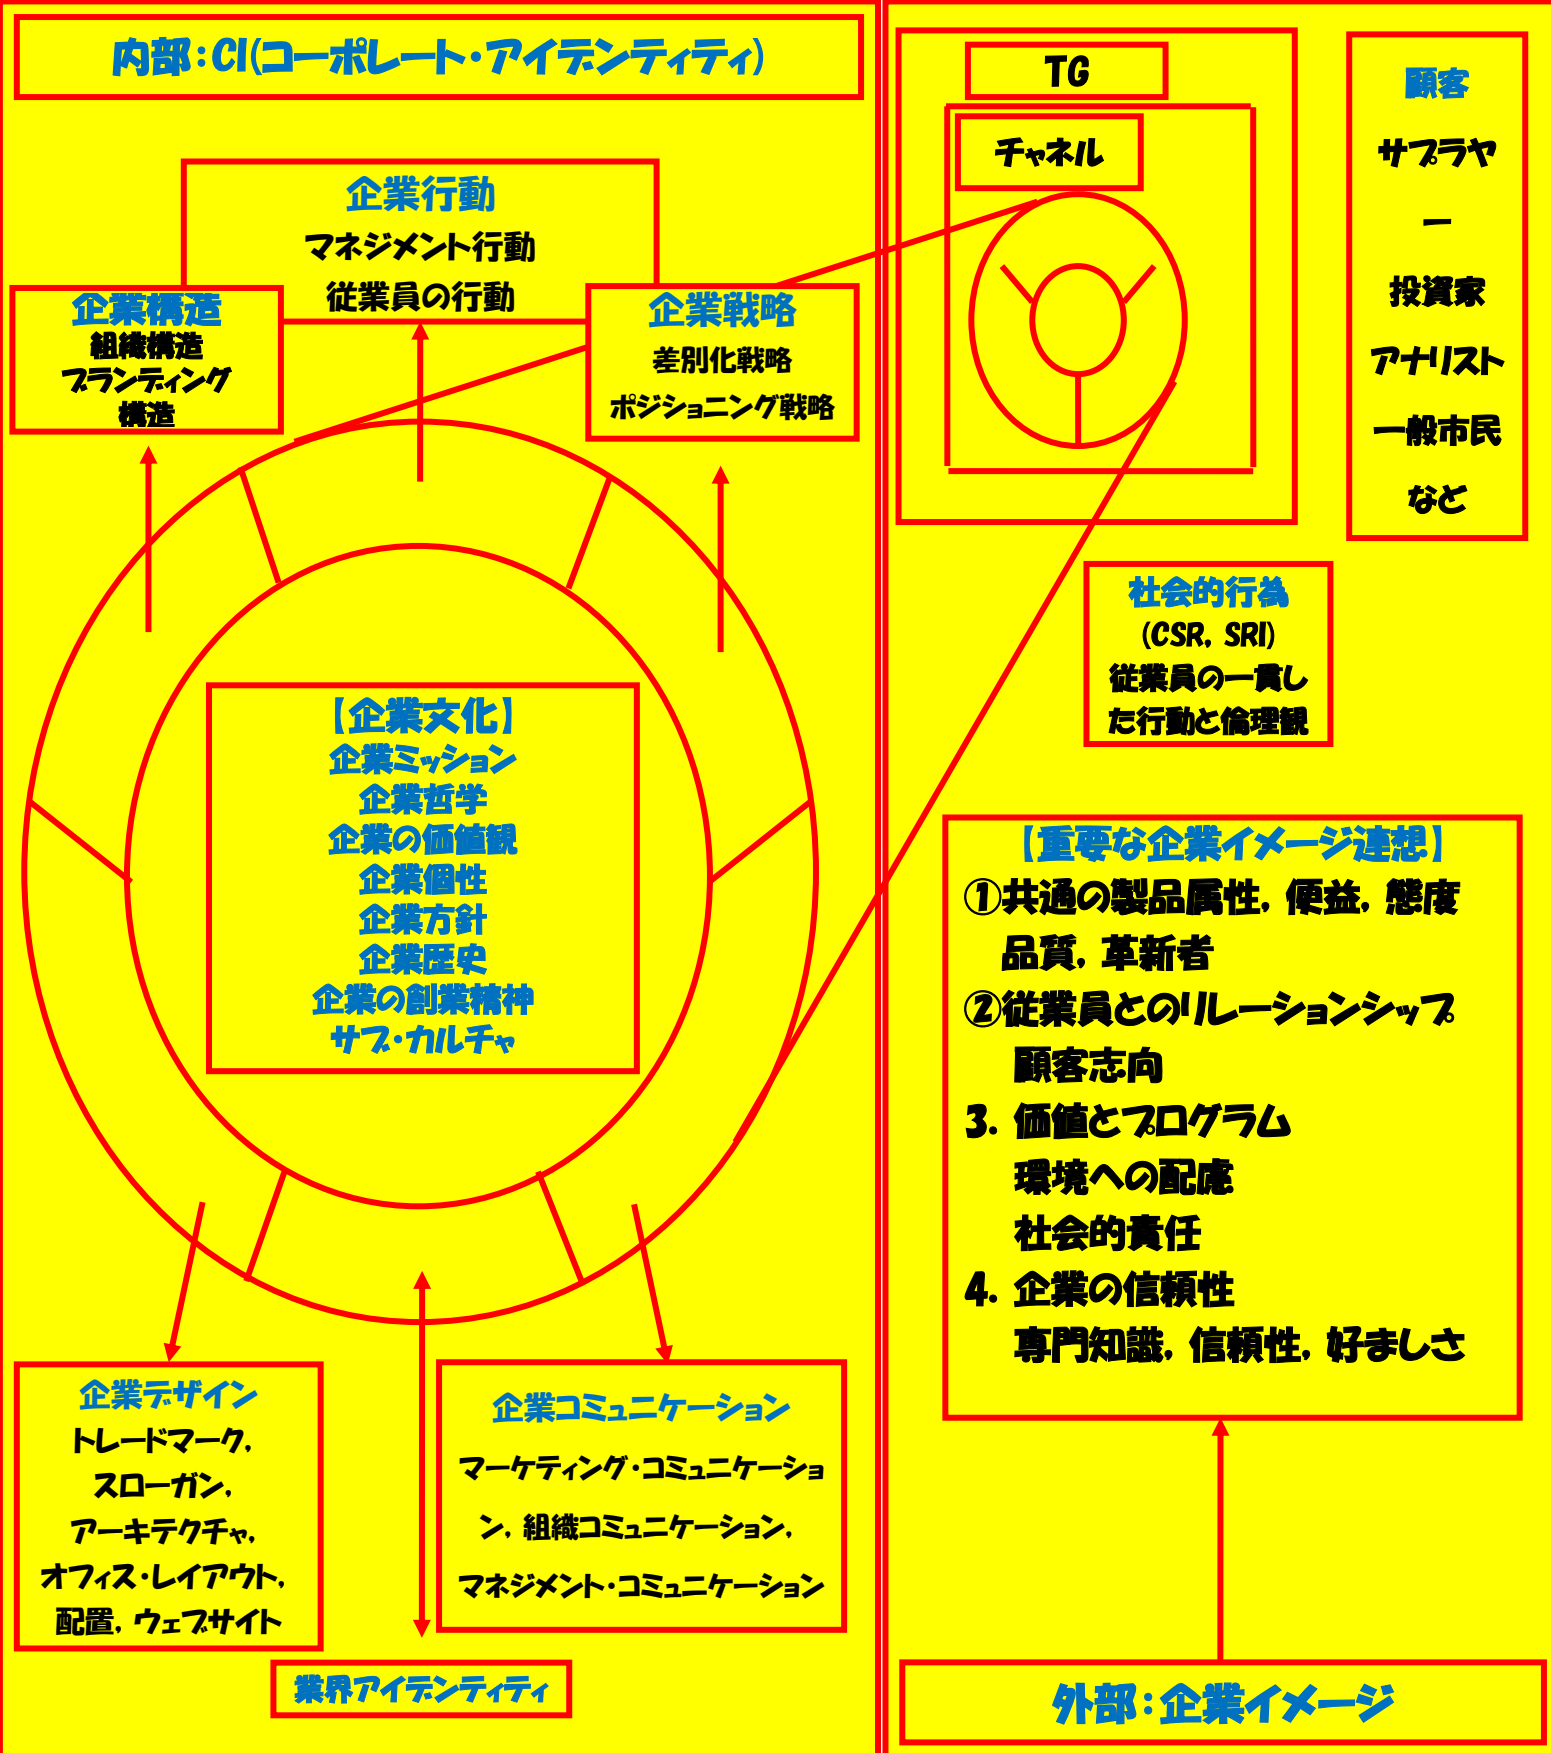 内部：CI(コーポレート・アイデンティティ)
企業行動
マネジメント行動
従業員の行動
企業構造
組織構造
ブランディング
構造
企業戦略
差別化戦略
ポジショニング戦略
【企業文化】
企業ミッション
企業哲学
企業の価値観
企業個性
企業方針
企業歴史
企業の創業精神
サブ・カルチャ
企業デザイン
トレードマーク，
スローガン，
アーキテクチャ，
オフィス・レイアウト，
配置，ウェブサイト
企業コミュニケーション
マーケティング・コミュニケーショ
ン，組織コミュニケーション，
マネジメント・コミュニケーション
業界アイデンティティ
TG
チャネル
顧客
サプラヤ
ー
投資家
アナリスト
一般市民
など
社会的行為
（CSR，SRI）
従業員の一貫し
た行動と倫理観
【重要な企業イメージ連想】
①共通の製品属性，便益，態度
品質，革新者
②従業員とのリレーションシップ
顧客志向
3．価値とプログラム
環境への配慮
社会的責任
4．企業の信頼性
専門知識，信頼性，好ましさ
外部：企業イメージ